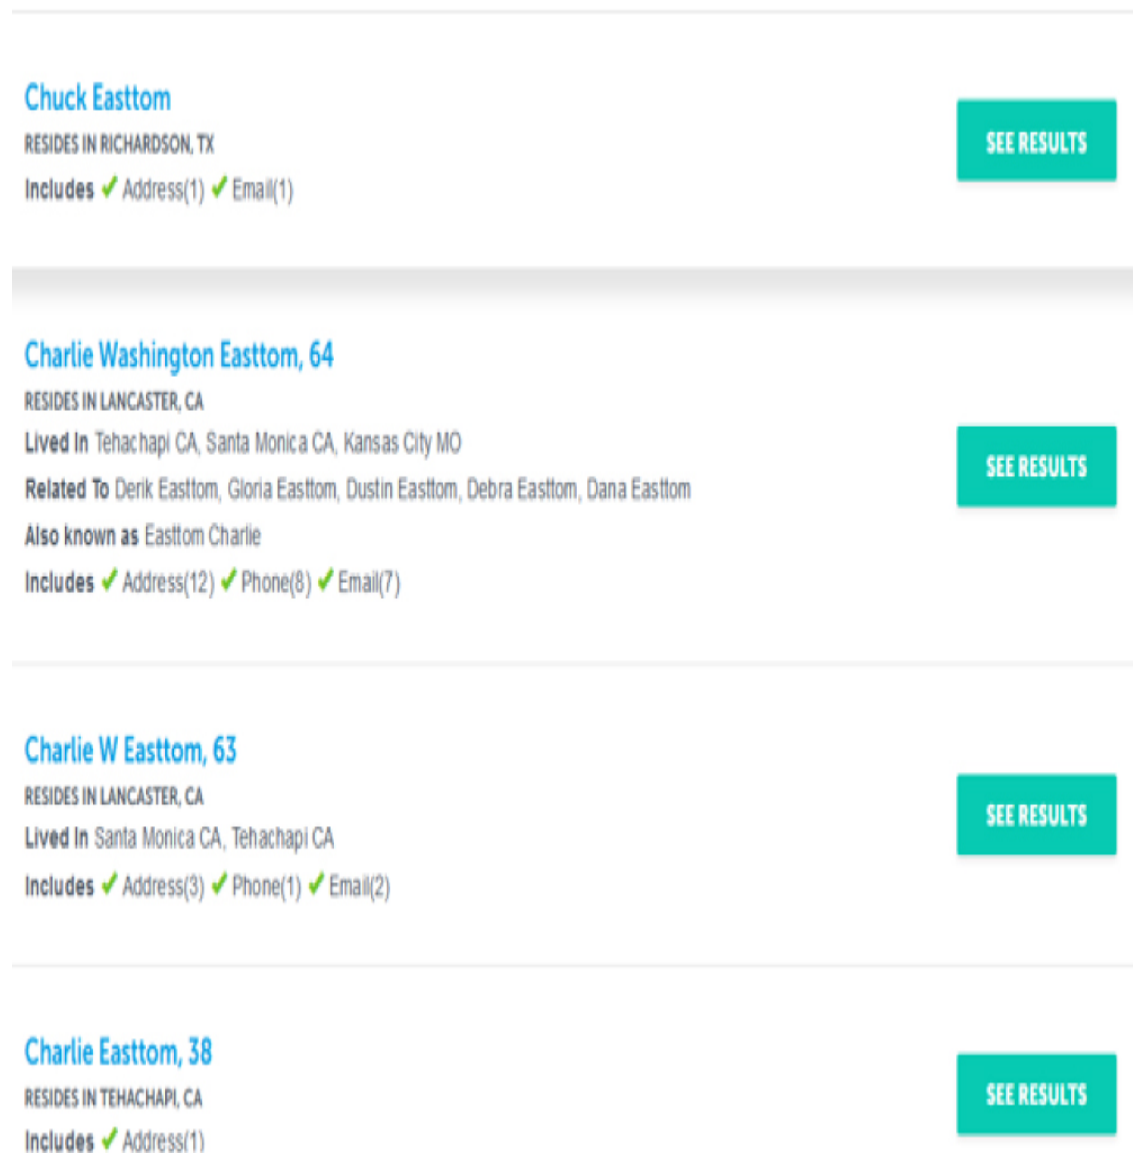 Chuck Easttom
RESIDES IN RICHARDSON, TX
Includes ✔ Address(1) ✔ Email(1)
SEE RESULTS
Charlie Washington Easttom, 64
RESIDES IN LANCASTER, CA
Lived In Tehachapi CA, Santa Monica CA, Kansas City MO
Related To Derik Easttom, Gloria Easttom, Dustin Easttom, Debra Easttom, Dana Easttom
Also known as Easttom Charlie
Includes ✔ Address(12) ✔ Phone(8) ✔ Email(7)
SEE RESULTS
Charlie W Easttom, 63
RESIDES IN LANCASTER, CA
Lived In Santa Monica CA, Tehachapi CA
Includes ✔ Address(3) ✔ Phone(1) ✔ Email(2)
SEE RESULTS
Charlie Easttom, 38
RESIDES IN TEHACHAPI, CA
Includes ✔ Address(1)
SEE RESULTS